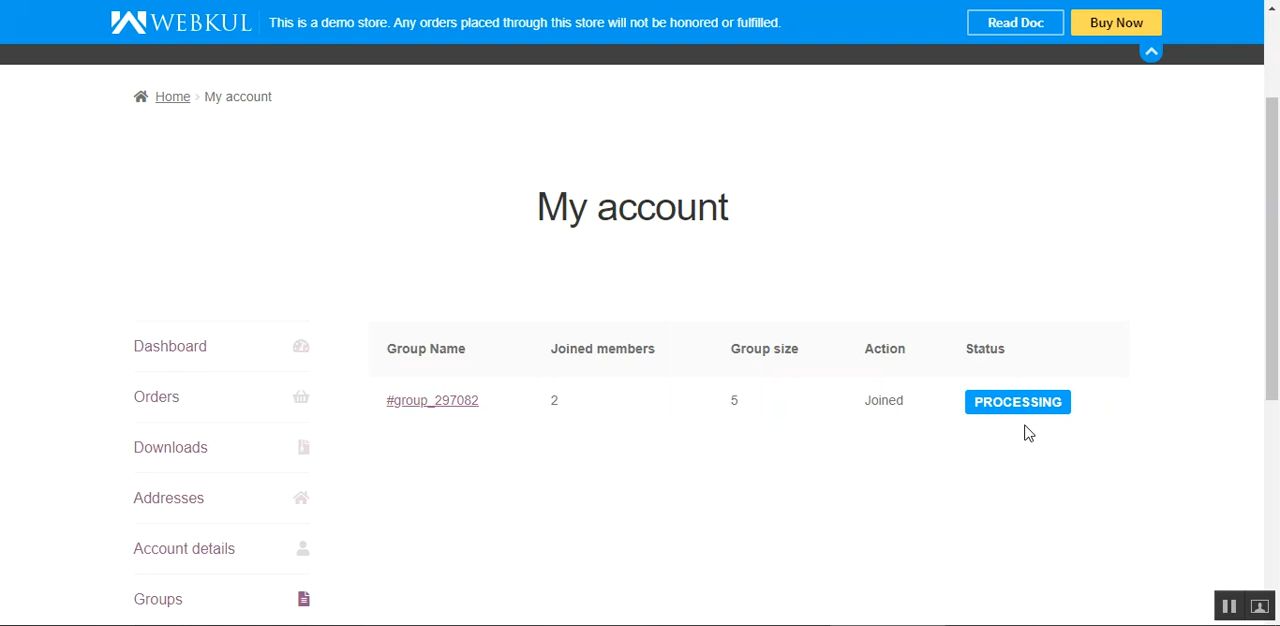 WEBKUL This is a demo store. Any orders placed through this store will not be honored or fulfilled. Read Doc Buy Now
Home › My account
My account
Dashboard
Orders
Downloads
Addresses
Account details
Groups
Group Name Joined members Group size Action Status
#group_297082 2 5 Joined PROCESSING